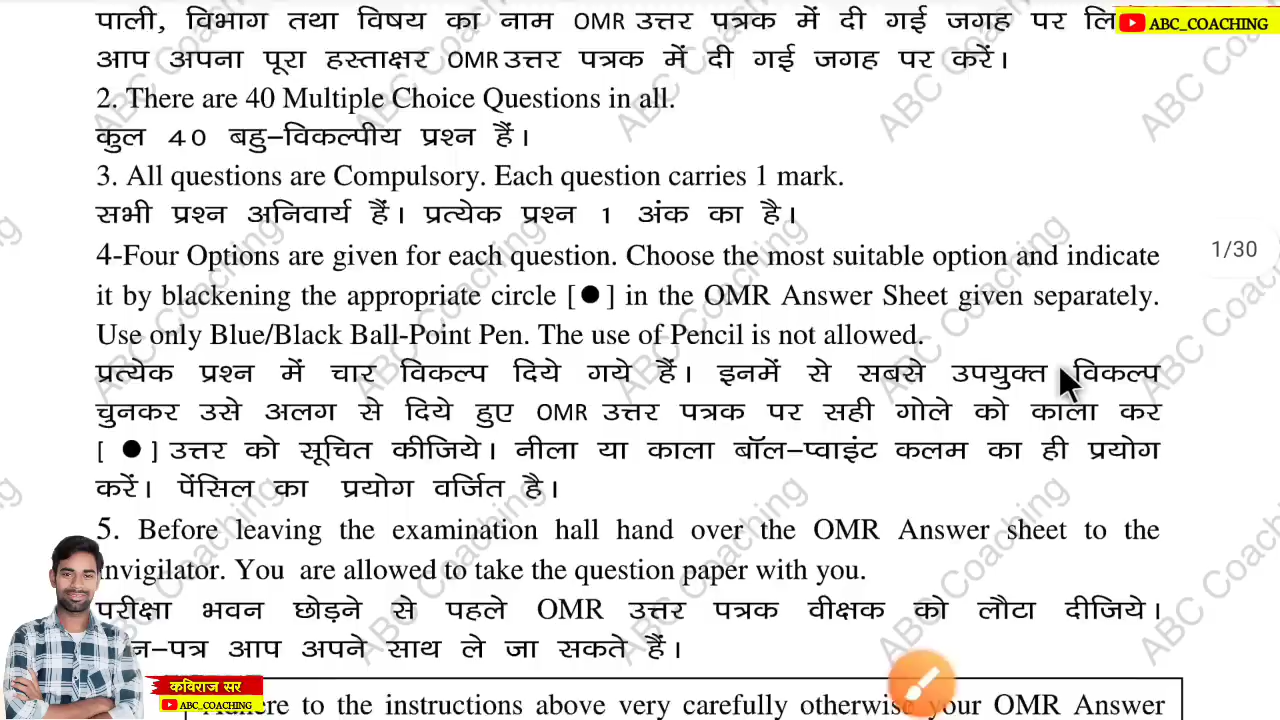 पाली, विभाग तथा विषय का नाम OMR उत्तर पत्रक में दी गई जगह पर
ABC_COACHING
आप अपना पूरा हस्ताक्षर OMR उत्तर पत्रक में दी गई जगह पर करें।
2. There are 40 Multiple Choice Questions in all.
कुल 40 बहु–विकल्पीय प्रश्न हैं।
3. All questions are Compulsory. Each question carries 1 mark.
सभी प्रश्न अनिवार्य हैं। प्रत्येक प्रश्न 1 अंक का है।
1/30
4-Four Options are given for each question. Choose the most suitable option and indicate
it by blackening the appropriate circle [●] in the OMR Answer Sheet given separately.
Use only Blue/Black Ball-Point Pen. The use of Pencil is not allowed.
प्रत्येक प्रश्न में चार विकल्प दिये गये हैं। इनमें से सबसे उपयुक्त विकल्प
चुनकर उसे अलग से दिये हुए OMR उत्तर पत्रक पर सही गोले को काला कर
[ ● ] उत्तर को सूचित कीजिये। नीला या काला बॉल–प्वाइंट कलम का ही प्रयोग
करें। पेंसिल का प्रयोग वर्जित है।
5. Before leaving the examination hall hand over the OMR Answer sheet to the
invigilator. You are allowed to take the question paper with you.
परीक्षा भवन छोड़ने से पहले OMR उत्तर पत्रक वीक्षक को लौटा दीजिये।
न–पत्र आप अपने साथ ले जा सकते हैं।
कविराज सर
ABC_COACHING
Adhere to the instructions above very carefully otherwise your OMR Answer
ABC Coaching